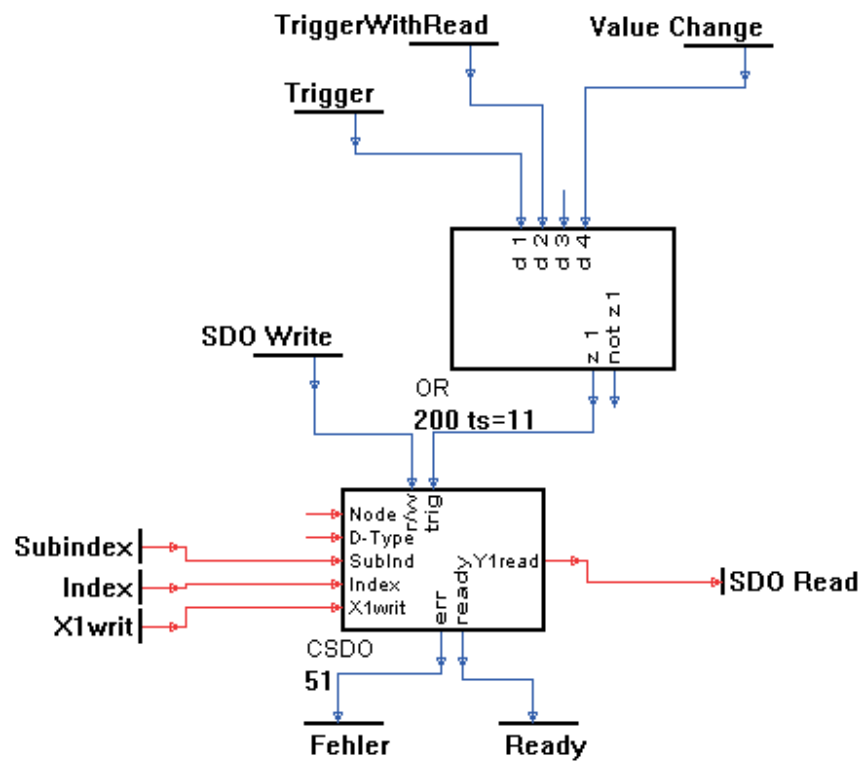 TriggerWithRead
Value Change
Trigger
d 1
d 2
d 3
d 4
z 1
not z 1
SDO Write
OR
200 ts=11
r/w
trig
Node
D-Type
SubInd
Index
X1writ
Y1read
err
ready
Subindex
Index
X1writ
SDO Read
CSDO
51
Fehler
Ready